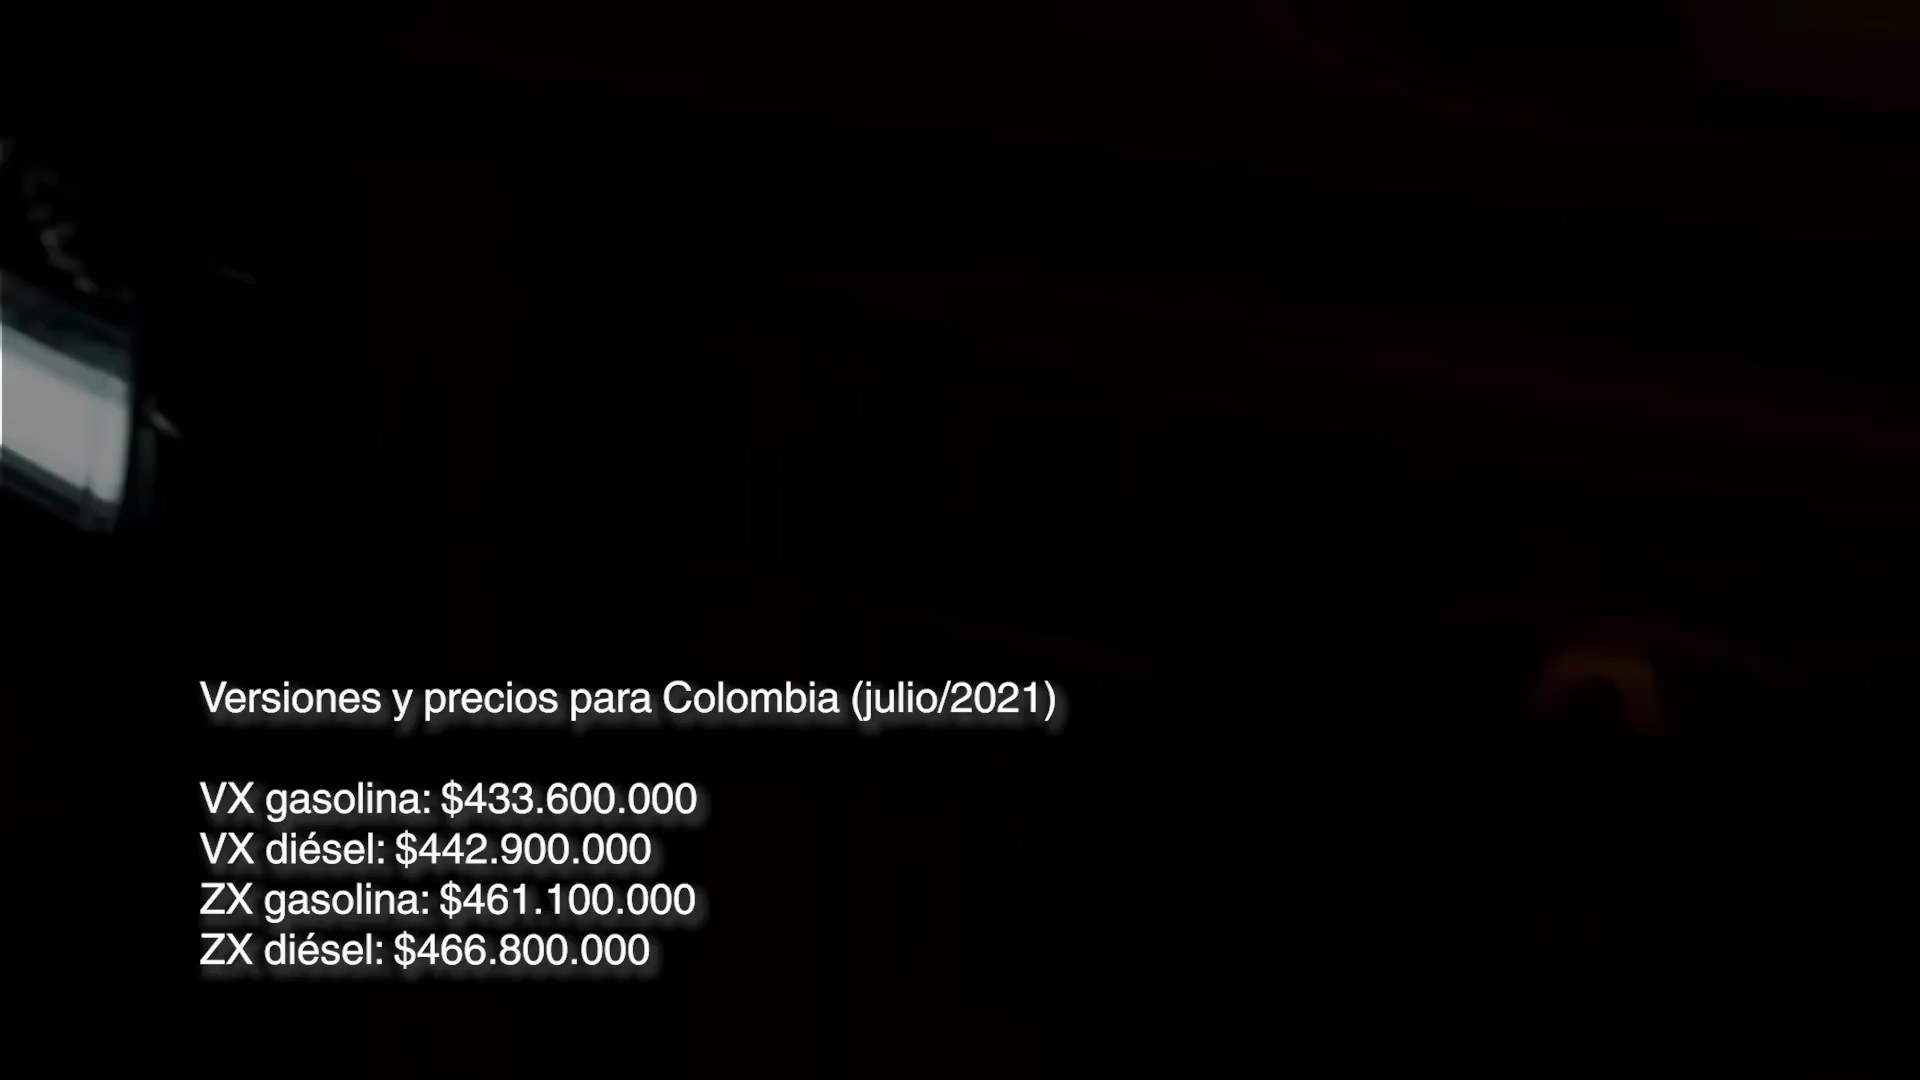 Versiones y precios para Colombia (julio/2021)
VX gasolina: $433.600.000
VX diésel: $442.900.000
ZX gasolina: $461.100.000
ZX diésel: $466.800.000